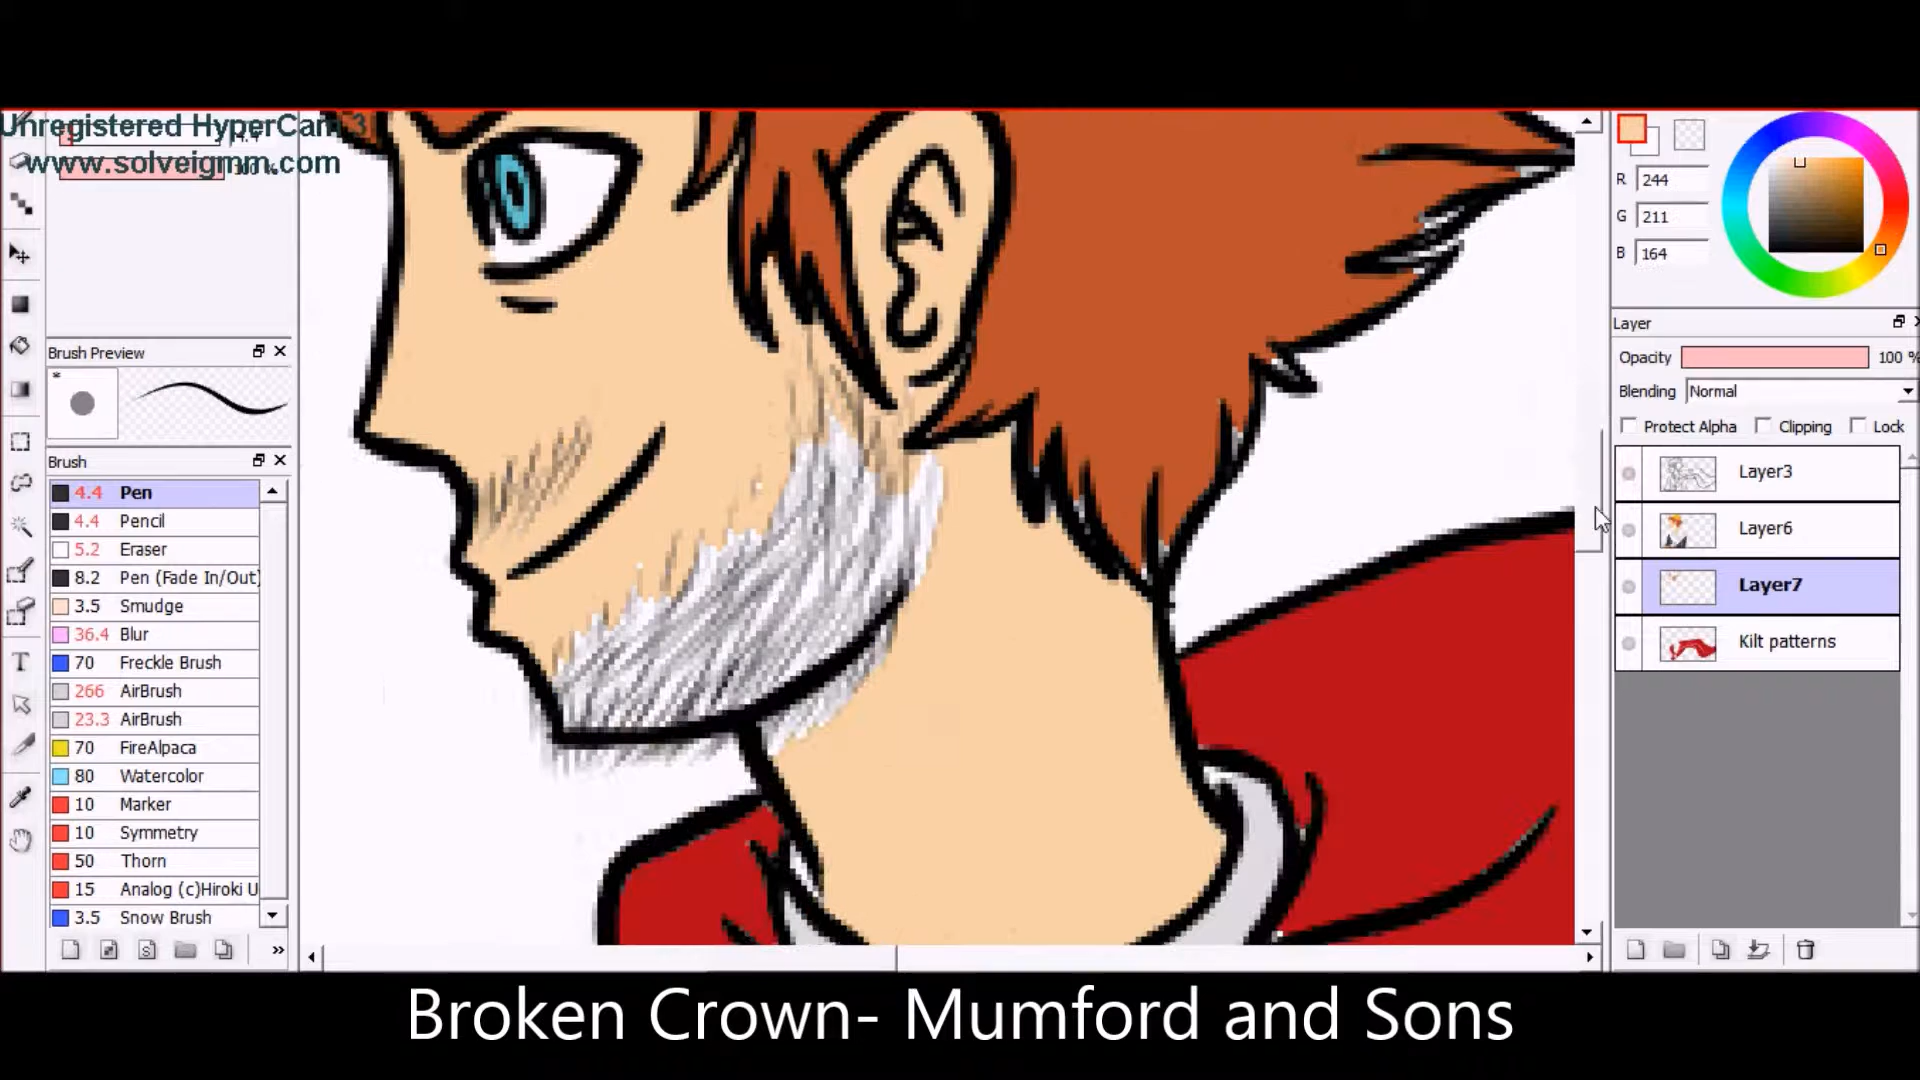 Unregistered HyperCam 3
www.solveigmm.com
Brush Preview
*
Brush
4.4 Pen
4.4 Pencil
5.2 Eraser
8.2 Pen (Fade In/Out)
3.5 Smudge
36.4 Blur
70 Freckle Brush
266 AirBrush
23.3 AirBrush
70 FireAlpaca
80 Watercolor
10 Marker
10 Symmetry
50 Thorn
15 Analog (c)Hiroki U
3.5 Snow Brush
R 244
G 211
B 164
Layer
Opacity 100 %
Blending Normal
Protect Alpha Clipping Lock
Layer3
Layer6
Layer7
Kilt patterns
Broken Crown- Mumford and Sons